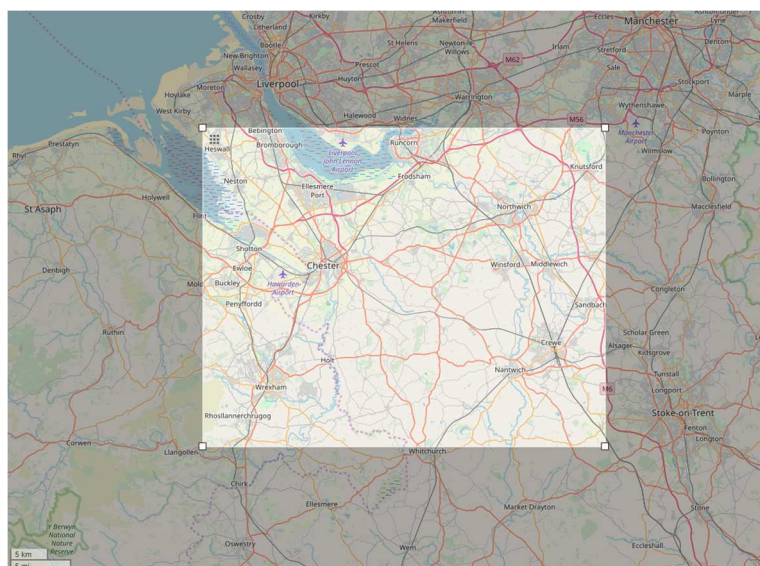 Crosby
Kirkby
Litherland
Bootle
New Brighton
Wallasey
Liverpool
Moreton
Hoylake
West Kirby
St Helens
Prescot
Huyton
Halewood
Widnes
Newton-le-
Willows
Makerfield
M62
Warrington
Irlam
Eccles
Manchester
Stretford
Sale
Lyne
Denton
Stockport
Marple
Wythenshawe
M56
Manchester
Airport
Wilmslow
Poynton
Bollington
Macclesfield
Prestatyn
Rhyl
St Asaph
Holywell
Flint
Denbigh
Ruthin
Corwen
Llangollen
Bebington
Heswall
Bromborough
Liverpool
John Lennon
Airport
Runcorn
Frodsham
Knutsford
Neston
Ellesmere
Port
Northwich
Shotton
Ewloe
Chester
Buckley
Hawarden
Airport
Penyffordd
Winsford
Middlewich
Sandbach
Congleton
Holt
Wrexham
Rhosllannerchrugog
Crewe
Nantwich
Alsager
Scholar Green
Kidsgrove
Tunstall
Longport
M6
Stoke-on-Trent
Fenton
Longton
Whitchurch
Chirk
Ellesmere
Market Drayton
Stone
Oswestry
Wem
Eccleshall
Y Berwyn
National
Nature
Reserve
5 km
5 mi